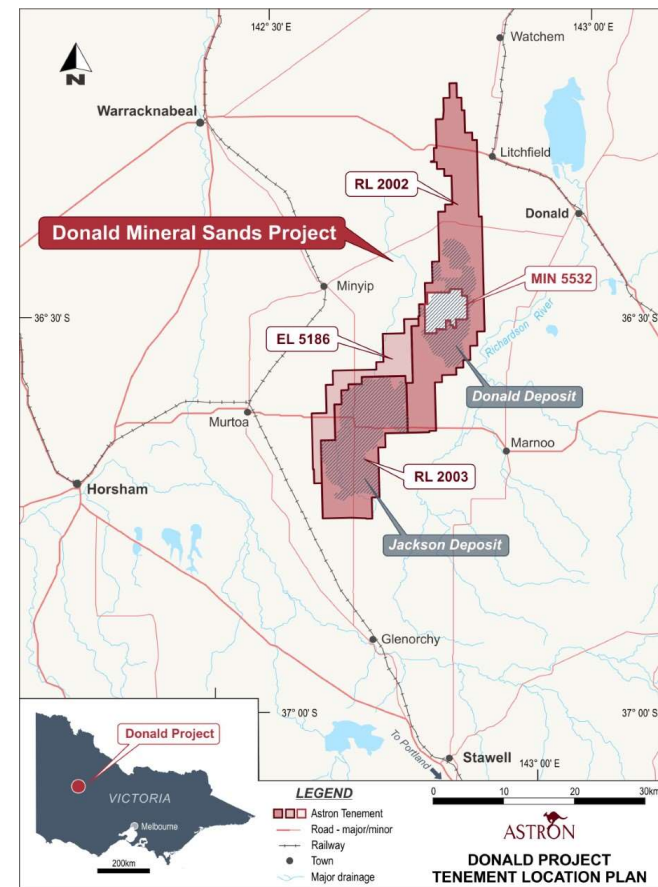 142° 30' E
143° 00' E
Watchem
N
Warracknabeal
Litchfield
RL 2002
Donald
Donald Mineral Sands Project
MIN 5532
Minyip
36° 30' S
36° 30' S
Richardson River
EL 5186
Donald Deposit
Murtoa
Marnoo
RL 2003
Horsham
Jackson Deposit
Glenorchy
37° 00' S
37° 00' S
To Portland
Stawell
143° 00' E
Donald Project
VICTORIA
Melbourne
200km
LEGEND
Astron Tenement
Road - major/minor
Railway
Town
Major drainage
0 10 20 30km
ASTRON
DONALD PROJECT
TENEMENT LOCATION PLAN